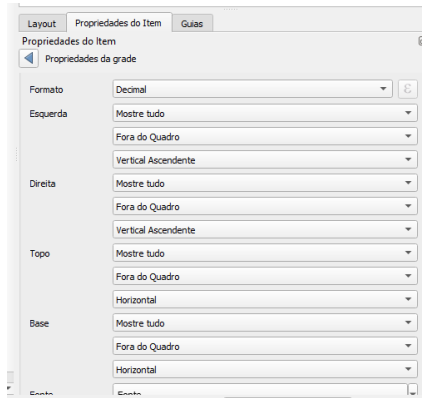 Layout Propriedades do Item Guias
Propriedades do Item
Propriedades da grade
Formato Decimal ε
Esquerda Mostre tudo
Fora do Quadro
Vertical Ascendente
Direita Mostre tudo
Fora do Quadro
Vertical Ascendente
Topo Mostre tudo
Fora do Quadro
Horizontal
Base Mostre tudo
Fora do Quadro
Horizontal
Fonte Fonte